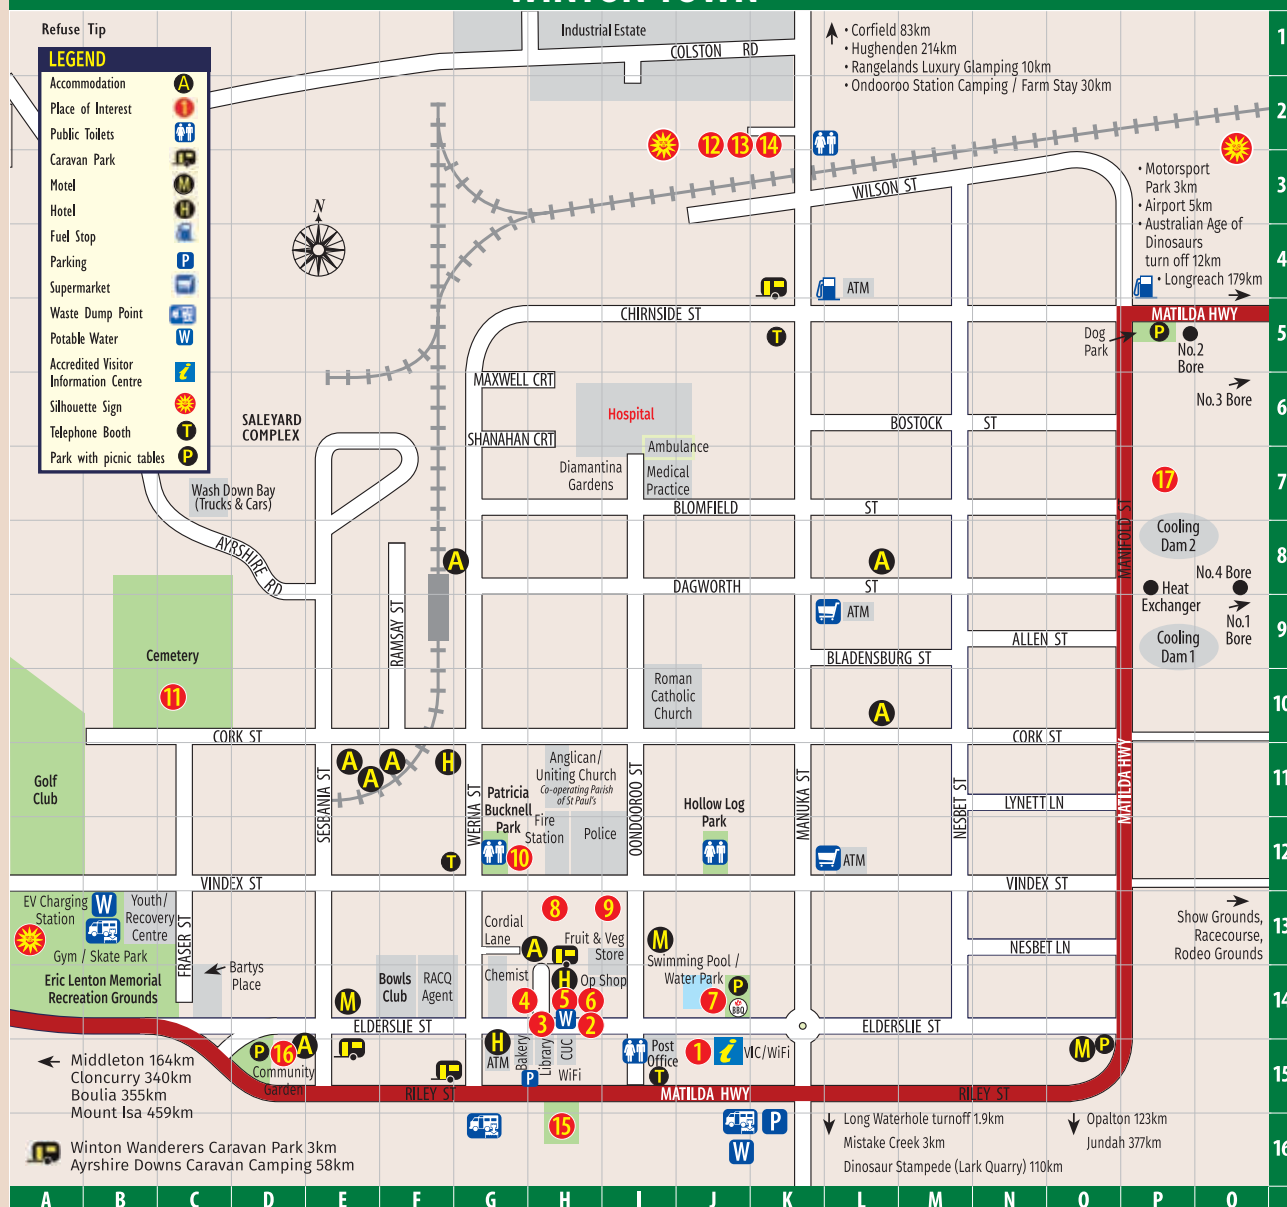 WINTON TOWN
Refuse Tip
LEGEND
Accommodation A
Place of Interest 1
Public Toilets
Caravan Park
Motel M
Hotel H
Fuel Stop
Parking P
Supermarket
Waste Dump Point
Potable Water W
Accredited Visitor
Information Centre i
Silhouette Sign
Telephone Booth T
Park with picnic tables P
Industrial Estate
COLSTON RD
• Corfield 83km
• Hughenden 214km
• Rangelands Luxury Glamping 10km
• Ondooroo Station Camping / Farm Stay 30km
12 13 14
WILSON ST
• Motorsport
Park 3km
• Airport 5km
• Australian Age of
Dinosaurs
turn off 12km
• Longreach 179km
N
ATM
CHIRNSIDE ST
MATILDA HWY
T
Dog
Park
P
No.2
Bore
No.3 Bore
MAXWELL CRT
SHANAHAN CRT
Hospital
Ambulance
Diamantina
Gardens
Medical
Practice
BOSTOCK ST
SALEYARD
COMPLEX
Wash Down Bay
(Trucks & Cars)
AYRSHIRE RD
BLOMFIELD ST
17
MANIFOLD ST
Cooling
Dam 2
A
A
DAGWORTH ST
No.4 Bore
Heat
Exchanger
No.1
Bore
ATM
RAMSAY ST
ALLEN ST
Cooling
Dam 1
BLADENSBURG ST
Cemetery
11
Roman
Catholic
Church
A
CORK ST
CORK ST
Golf
Club
SESBANIA ST
A A A
H
WERNA ST
Anglican/
Uniting Church
Co-operating Parish
of St Paul's
OONDOOROO ST
MANUKA ST
NESBET ST
MATILDA HWY
LYNETT LN
Patricia
Bucknell
Park
Fire
Station
Police
Hollow Log
Park
T
10
ATM
VINDEX ST
VINDEX ST
EV Charging
Station
W
Youth/
Recovery
Centre
Gym / Skate Park
Eric Lenton Memorial
Recreation Grounds
FRASER ST
Bartys
Place
8 9
Cordial
Lane
A
Fruit & Veg
Store
M
Swimming Pool /
Water Park
NESBET LN
Show Grounds,
Racecourse,
Rodeo Grounds
Chemist
H
Op Shop
Bowls
Club
RACQ
Agent
M
4 5 6
7
P
BBQ
3
W
2
ELDERSLIE ST
ELDERSLIE ST
P
16
A
Community
Garden
H
ATM
Bakery
Library
CUC
WiFi
P
Post
Office
T
1
i
VIC/WiFi
M
P
Middleton 164km
Cloncurry 340km
Boulia 355km
Mount Isa 459km
RILEY ST
MATILDA HWY
RILEY ST
15
P
W
Long Waterhole turnoff 1.9km
Mistake Creek 3km
Dinosaur Stampede (Lark Quarry) 110km
Opalton 123km
Jundah 377km
Winton Wanderers Caravan Park 3km
Ayrshire Downs Caravan Camping 58km
A B C D E F G H I J K L M N O P Q
1
2
3
4
5
6
7
8
9
10
11
12
13
14
15
16